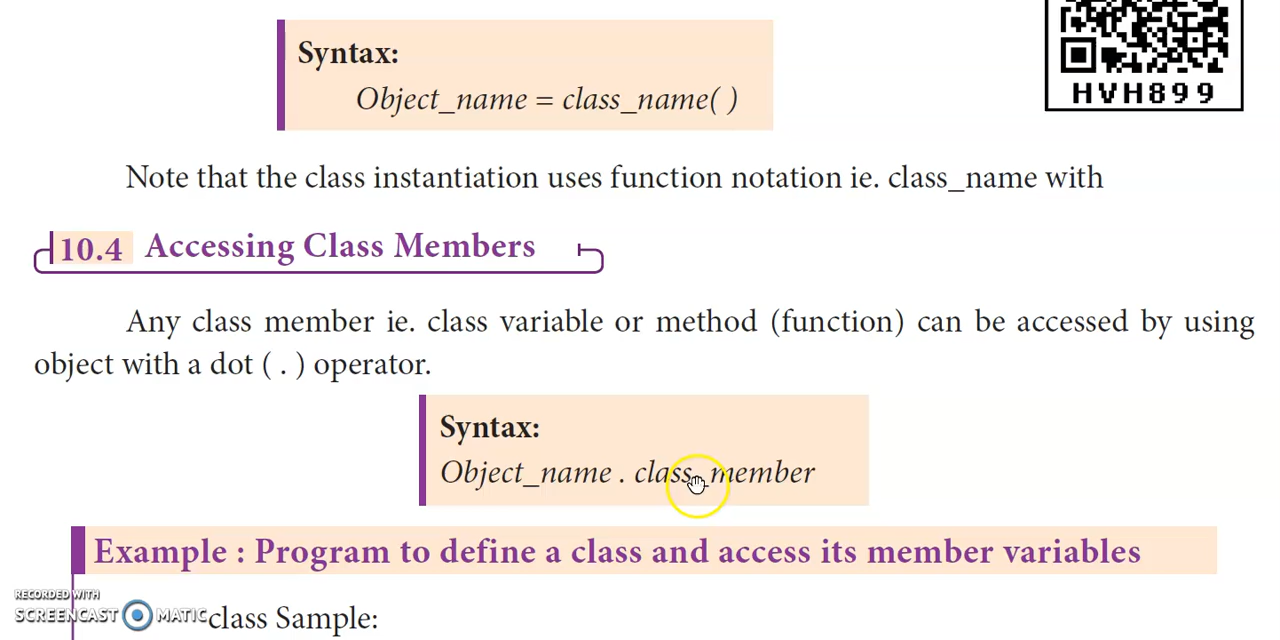 Syntax:
Object_name = class_name( )
HVH899
Note that the class instantiation uses function notation ie. class_name with
10.4 Accessing Class Members
Any class member ie. class variable or method (function) can be accessed by using
object with a dot ( . ) operator.
Syntax:
Object_name . class_member
Example : Program to define a class and access its member variables
RECORDED WITH
SCREENCAST MATIC
class Sample: